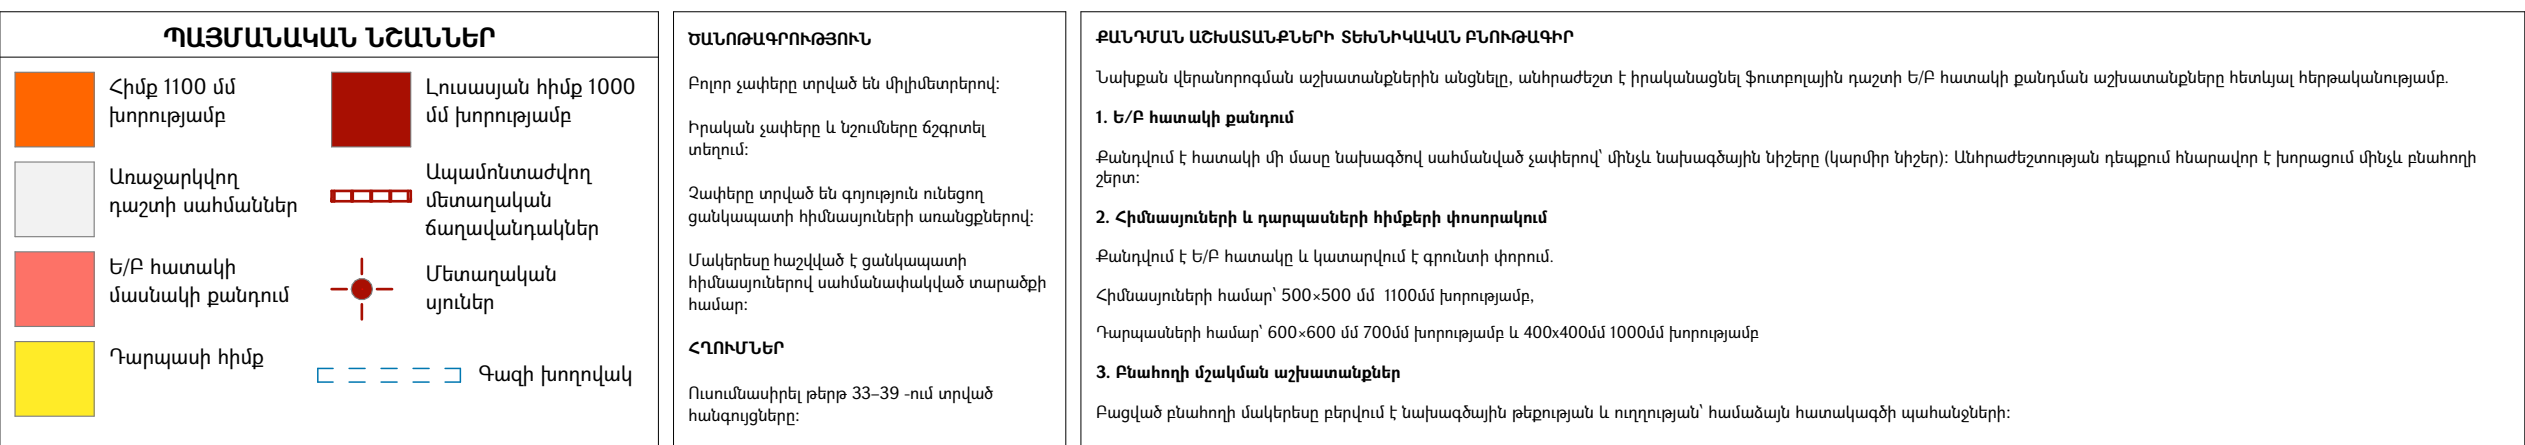 ՊԱՅՄԱՆԱԿԱՆ ՆՇԱՆՆԵՐ
Հիմք 1100 մմ
խորությամբ
Առաջարկվող
դաշտի սահմաններ
Ե/Բ հատակի
մասնակի քանդում
Դարպասի հիմք
Լուսասյան հիմք 1000
մմ խորությամբ
Ապամոնտաժվող
մետաղական
ճաղավանդակներ
Մետաղական
սյուներ
Գազի խողովակ
ԾԱՆՈԹԱԳՐՈՒԹՅՈՒՆ
Բոլոր չափերը տրված են միլիմետրերով:
Իրական չափերը և նշումները ճշգրտել
տեղում:
Չափերը տրված են գոյություն ունեցող
ցանկապատի հիմնասյուների առանցքներով:
Մակերեսը հաշվված է ցանկապատի
հիմնասյուներով սահմանափակված տարածքի
համար:
ՀՂՈՒՄՆԵՐ
Ուսումնասիրել թերթ 33–39 -ում տրված
հանգույցները:
ՔԱՆԴՄԱՆ ԱՇԽԱՏԱՆՔՆԵՐԻ ՏԵԽՆԻԿԱԿԱՆ ԲՆՈՒԹԱԳԻՐ
Նախքան վերանորոգման աշխատանքներին անցնելը, անհրաժեշտ է իրականացնել ֆուտբոլային դաշտի Ե/Բ հատակի քանդման աշխատանքները հետևյալ հերթականությամբ.
1. Ե/Բ հատակի քանդում
Քանդվում է հատակի մի մասը նախագծով սահմանված չափերով՝ մինչև նախագծային նիշերը (կարմիր նիշեր): Անհրաժեշտության դեպքում հնարավոր է խորացում մինչև բնահողի
շերտ:
2. Հիմնասյուների և դարպասների հիմքերի փոսորակում
Քանդվում է Ե/Բ հատակը և կատարվում է գրունտի փորում.
Հիմնասյուների համար՝ 500×500 մմ 1100մմ խորությամբ,
Դարպասների համար՝ 600×600 մմ 700մմ խորությամբ և 400x400մմ 1000մմ խորությամբ
3. Բնահողի մշակման աշխատանքներ
Բացված բնահողի մակերեսը բերվում է նախագծային թեքության և ուղղության՝ համաձայն հատակագծի պահանջների: